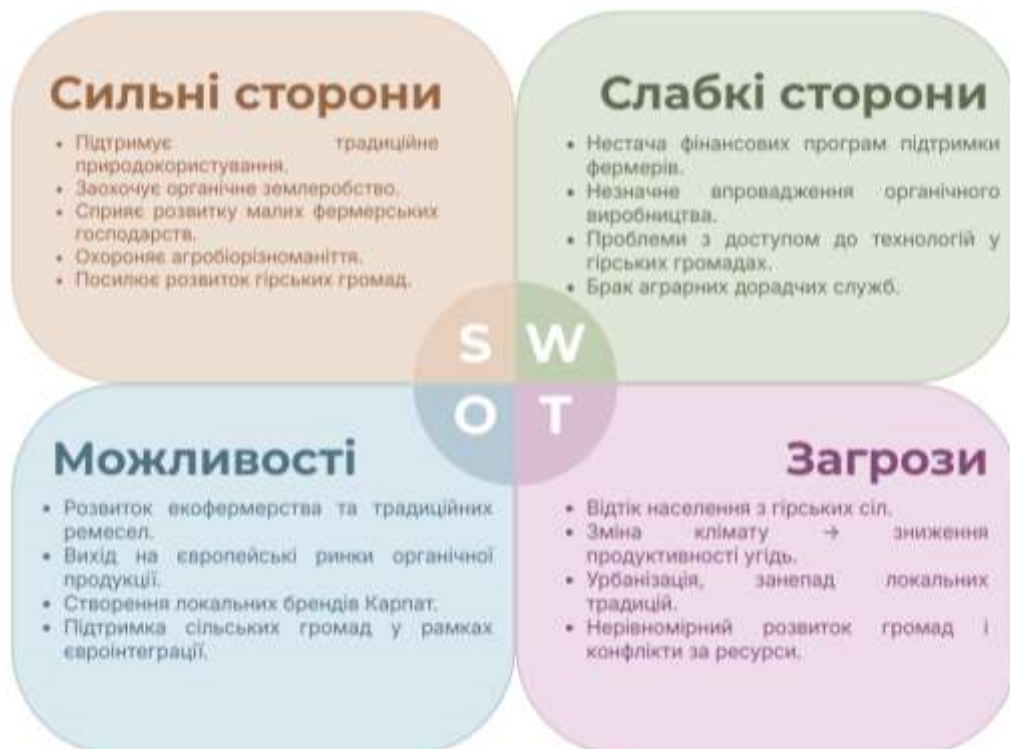 Сильні сторони
• Підтримує традиційне
природокористування.
• Заохочує органічне землеробство.
• Сприяє розвитку малих фермерських
господарств.
• Охороняє агробіорізноманіття.
• Посилює розвиток гірських громад.
Слабкі сторони
• Нестача фінансових програм підтримки
фермерів.
• Незначне впровадження органічного
виробництва.
• Проблеми з доступом до технологій у
гірських громадах.
• Брак аграрних дорадчих служб.
S W
O T
Можливості
• Розвиток екофермерства та традиційних
ремесел.
• Вихід на європейські ринки органічної
продукції.
• Створення локальних брендів Карпат.
• Підтримка сільських громад у рамках
євроінтеграції.
Загрози
• Відтік населення з гірських сіл.
• Зміна клімату → зниження
продуктивності угідь.
• Урбанізація, занепад локальних
традицій.
• Нерівномірний розвиток громад і
конфлікти за ресурси.